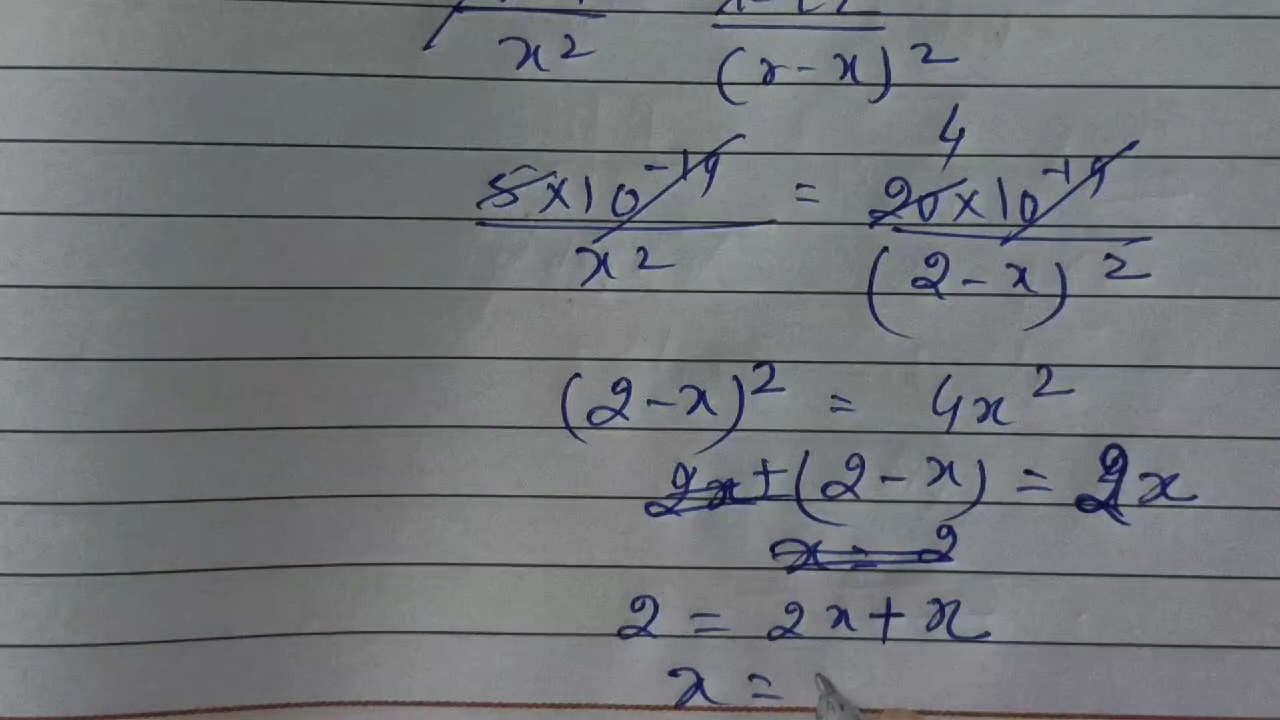 x² (r-x)²
4
5×10⁻¹⁹ = 20×10⁻¹⁹
x² (2-x)²
(2-x)² = 4x²
2x+(2-x) = 2x
x = 2
2 = 2x+x
x =